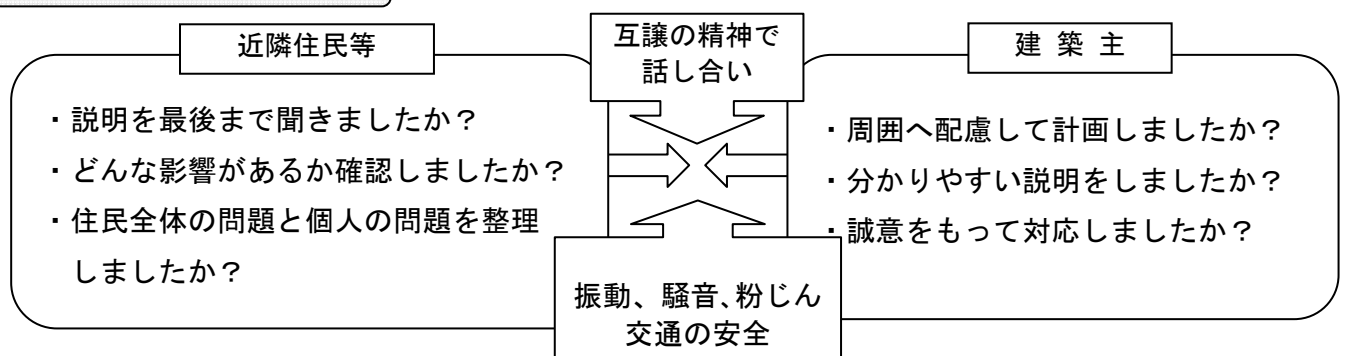 近隣住民等
・説明を最後まで聞きましたか？
・どんな影響があるか確認しましたか？
・住民全体の問題と個人の問題を整理
しましたか？
互譲の精神で
話し合い
振動、騒音、粉じん
交通の安全
建 築 主
・周囲へ配慮して計画しましたか？
・分かりやすい説明をしましたか？
・誠意をもって対応しましたか？